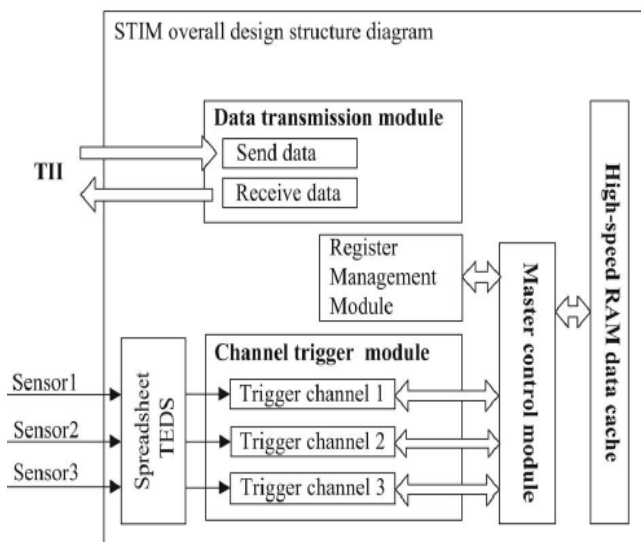 STIM overall design structure diagram
Data transmission module
Send data
Receive data
TII
Register
Management
Module
Master control module
High-speed RAM data cache
Channel trigger module
Sensor1
Sensor2
Sensor3
Spreadsheet
TEDS
Trigger channel 1
Trigger channel 2
Trigger channel 3